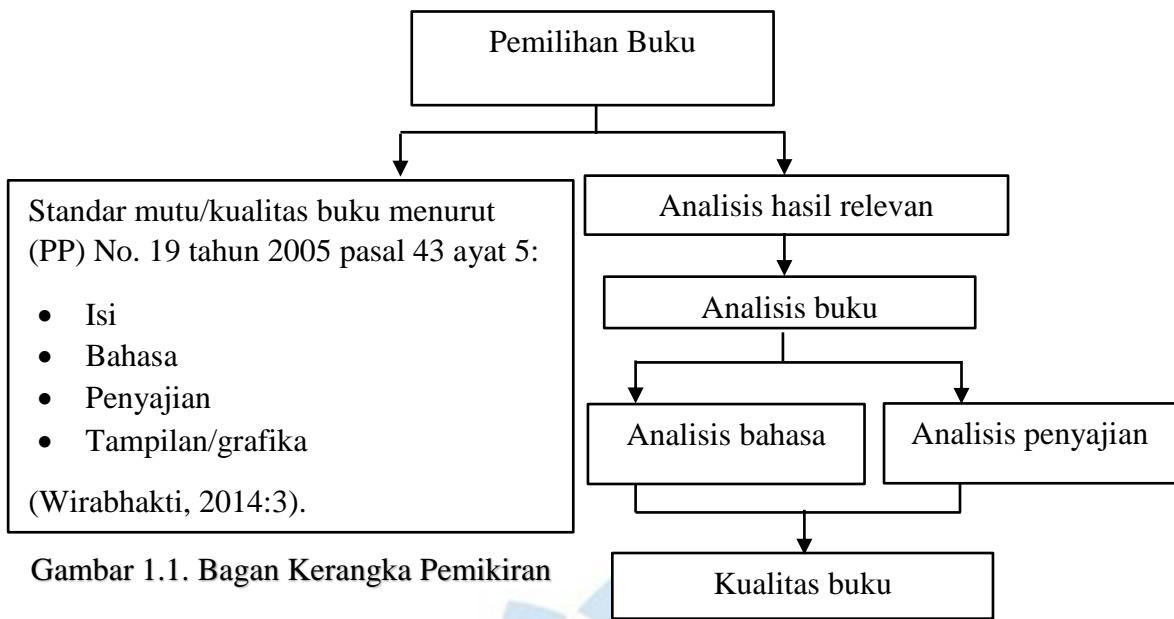 Pemilihan Buku
Standar mutu/kualitas buku menurut
(PP) No. 19 tahun 2005 pasal 43 ayat 5:
• Isi
• Bahasa
• Penyajian
• Tampilan/grafika
(Wirabhakti, 2014:3).
Analisis hasil relevan
Analisis buku
Analisis bahasa
Analisis penyajian
Kualitas buku
Gambar 1.1. Bagan Kerangka Pemikiran